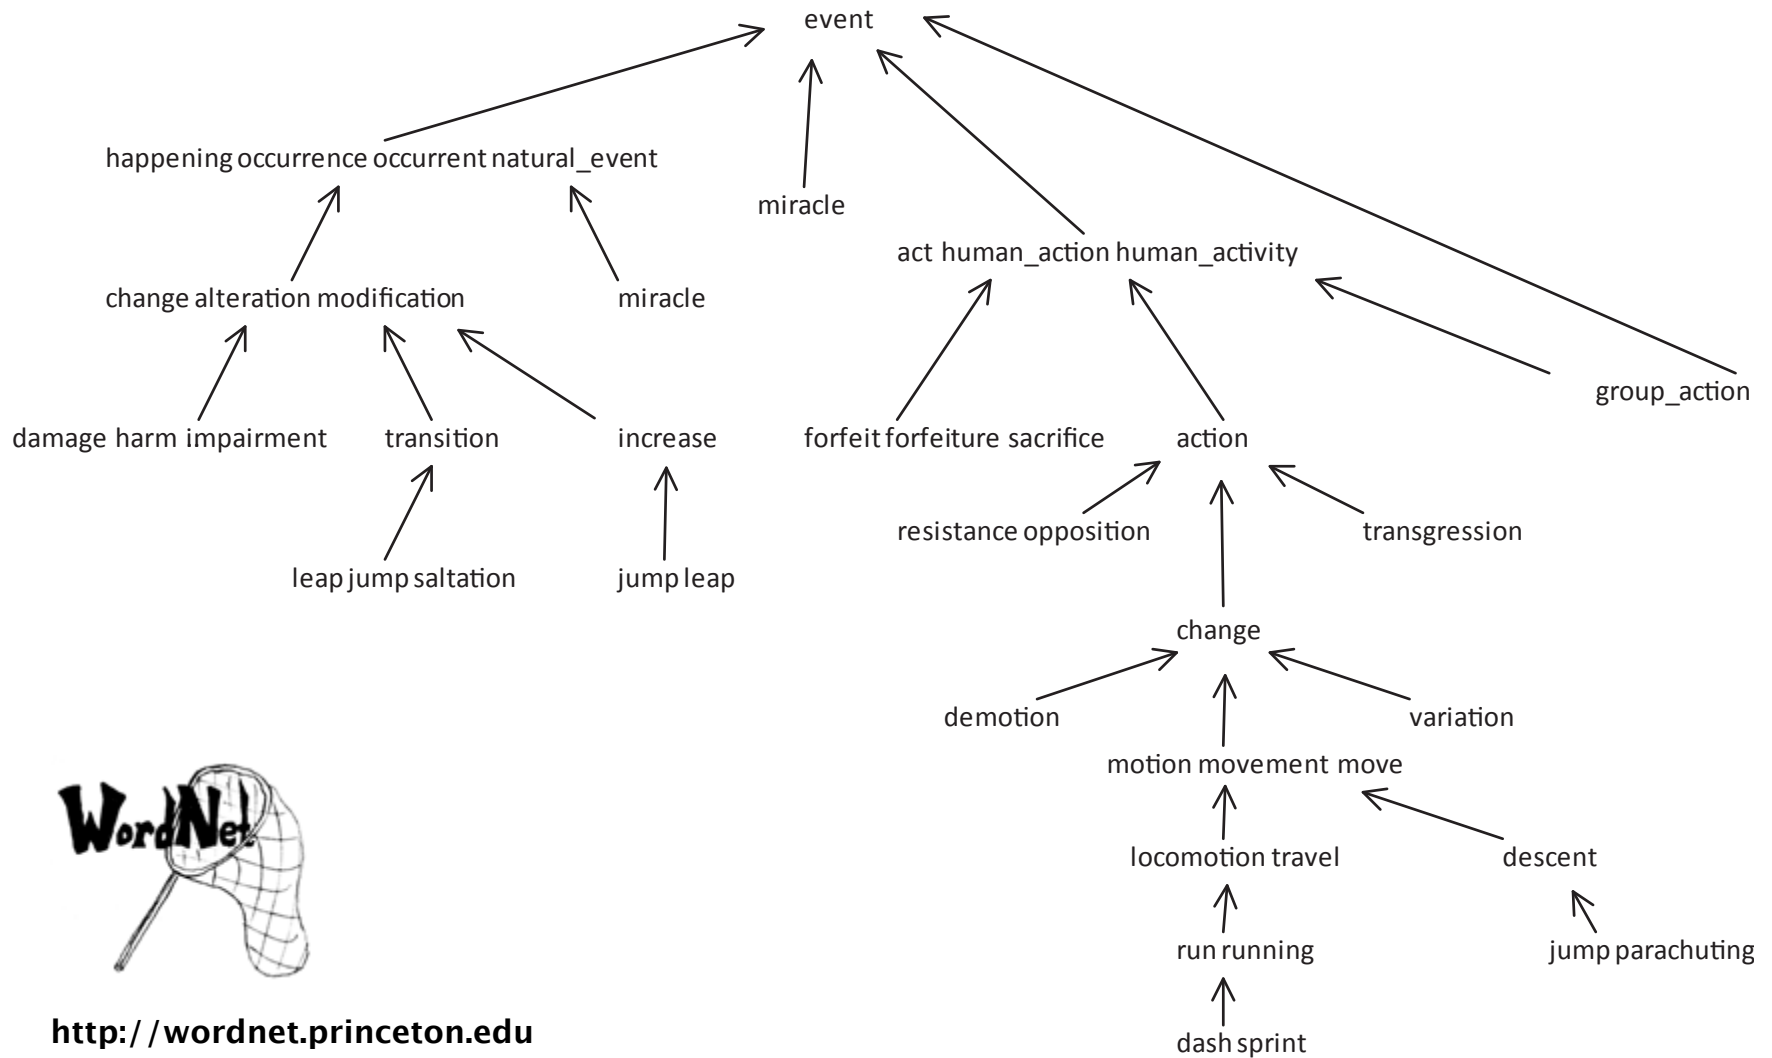 event
happening occurrence occurrent natural_event
miracle
act human_action human_activity
change alteration modification
miracle
group_action
damage harm impairment
transition
increase
forfeit forfeiture sacrifice
action
resistance opposition
transgression
leap jump saltation
jump leap
change
demotion
variation
motion movement move
WordNet
locomotion travel
descent
run running
jump parachuting
http://wordnet.princeton.edu
dash sprint